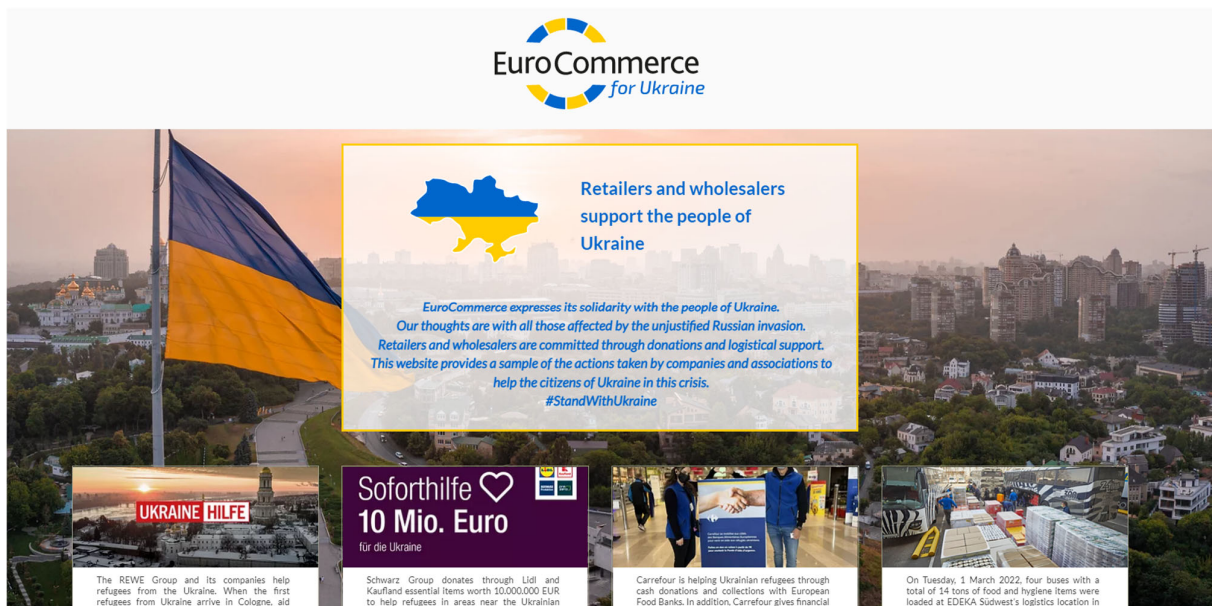 EuroCommerce
for Ukraine
Retailers and wholesalers
support the people of
Ukraine
EuroCommerce expresses its solidarity with the people of Ukraine.
Our thoughts are with all those affected by the unjustified Russian invasion.
Retailers and wholesalers are committed through donations and logistical support.
This website provides a sample of the actions taken by companies and associations to
help the citizens of Ukraine in this crisis.
#StandWithUkraine
UKRAINE HILFE
The REWE Group and its companies help
refugees from the Ukraine. When the first
refugees from Ukraine arrive in Cologne, aid
Soforthilfe
10 Mio. Euro
für die Ukraine
Schwarz Group donates through Lidl and
Kaufland essential items worth 10.000.000 EUR
to help refugees in areas near the Ukrainian
Carrefour is helping Ukrainian refugees through
cash donations and collections with European
Food Banks. In addition, Carrefour gives financial
On Tuesday, 1 March 2022, four buses with a
total of 14 tons of food and hygiene items were
loaded at EDEKA Südwest's logistics location in